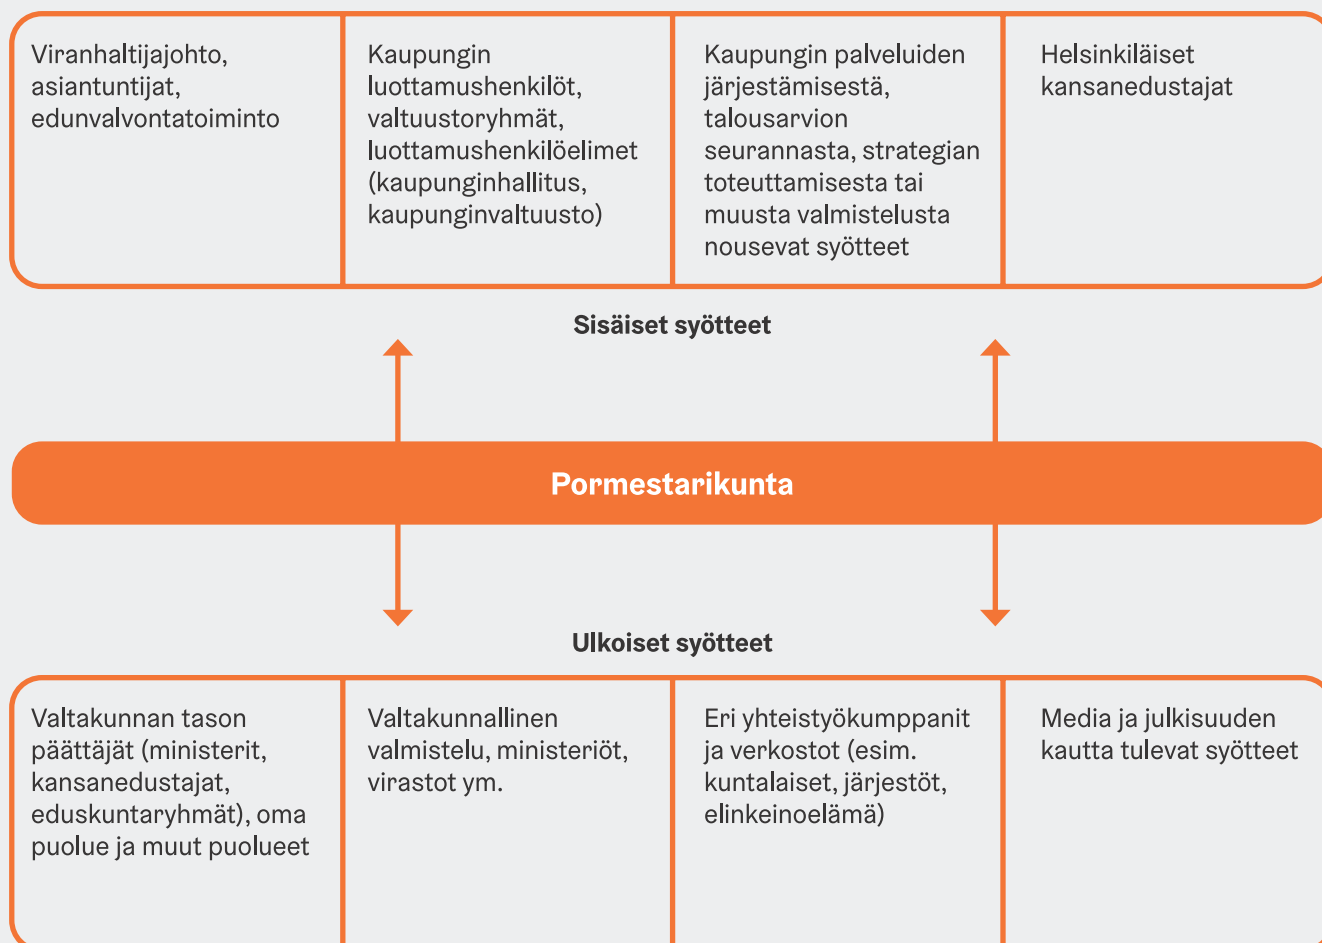 Viranhaltijajohto,
asiantuntijat,
edunvalvontatoiminto
Kaupungin
luottamushenkilöt,
valtuustoryhmät,
luottamushenkilöelimet
(kaupunginhallitus,
kaupunginvaltuusto)
Kaupungin palveluiden
järjestämisestä,
talousarvion
seurannasta, strategian
toteuttamisesta tai
muusta valmistelusta
nousevat syötteet
Helsinkiläiset
kansanedustajat
Sisäiset syötteet
Pormestarikunta
Ulkoiset syötteet
Valtakunnan tason
päättäjät (ministerit,
kansanedustajat,
eduskuntaryhmät), oma
puolue ja muut puolueet
Valtakunnallinen
valmistelu, ministeriöt,
virastot ym.
Eri yhteistyökumppanit
ja verkostot (esim.
kuntalaiset, järjestöt,
elinkeinoelämä)
Media ja julkisuuden
kautta tulevat syötteet